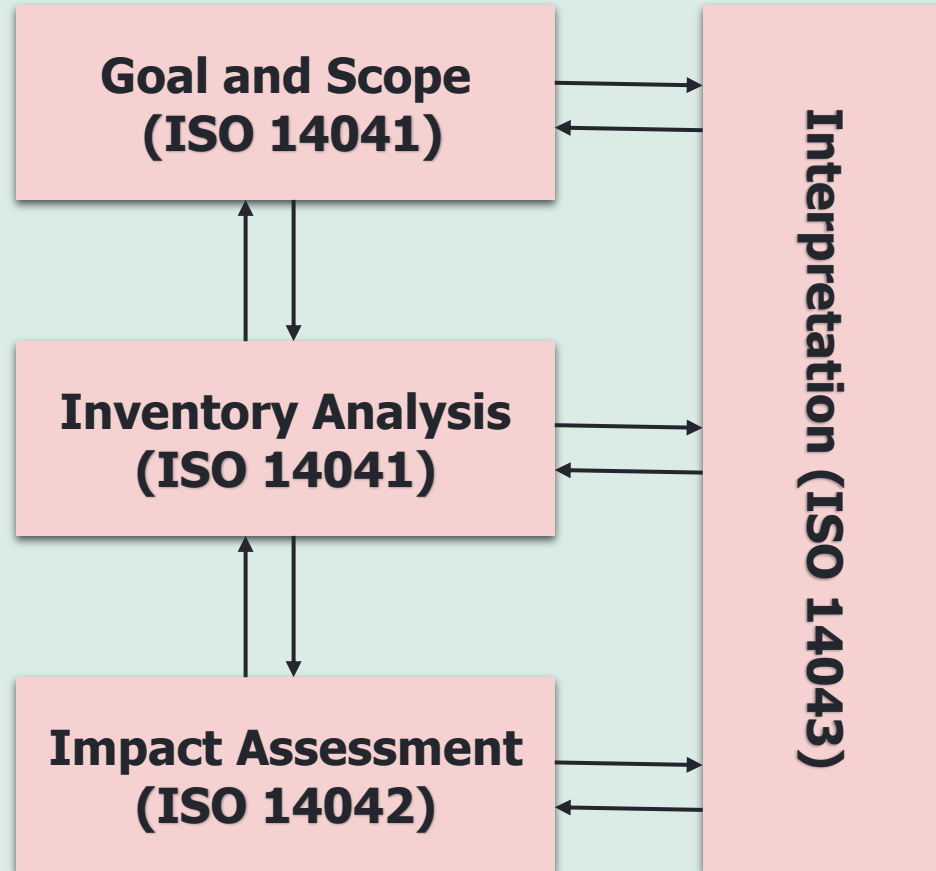 Goal and Scope
(ISO 14041)
Interpretation (ISO 14043)
Inventory Analysis
(ISO 14041)
Impact Assessment
(ISO 14042)